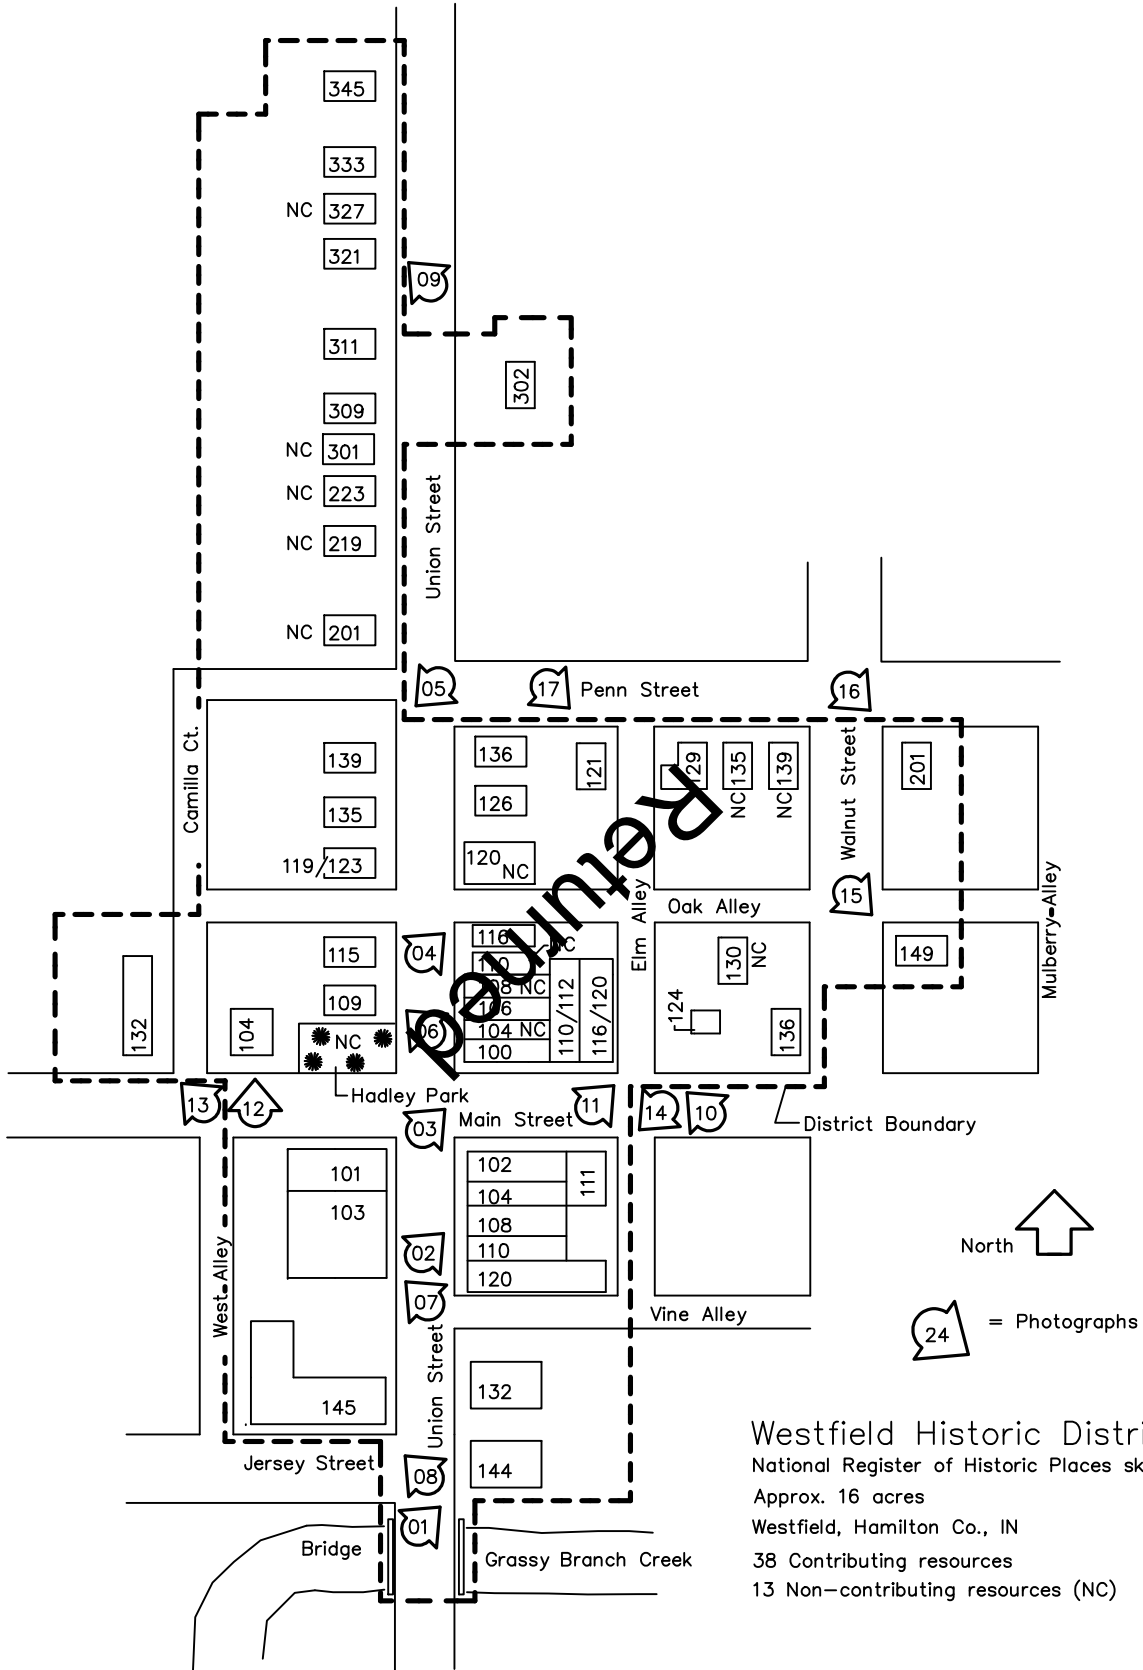 345
333
NC 327
321
09
311
302
309
NC 301
NC 223
NC 219
Union Street
NC 201
05
17
Penn Street
16
Camilla Ct.
139
135
119/123
136
126
120 NC
121
129
NC 135
NC 139
Walnut Street
201
Returned
Elm Alley
Oak Alley
15
Mulberry Alley
132
104
115
109
NC
Hadley Park
04
06
116
110
NC
108 NC
106
104 NC
100
110/112
116/120
124
130
NC
136
149
13
12
03
Main Street
11
14
10
District Boundary
101
103
145
West Alley
102
104
108
110
120
111
02
07
Union Street
Vine Alley
North
24
= Photographs
132
144
Jersey Street
08
01
Bridge
Grassy Branch Creek
Westfield Historic Distri
National Register of Historic Places sk
Approx. 16 acres
Westfield, Hamilton Co., IN
38 Contributing resources
13 Non-contributing resources (NC)